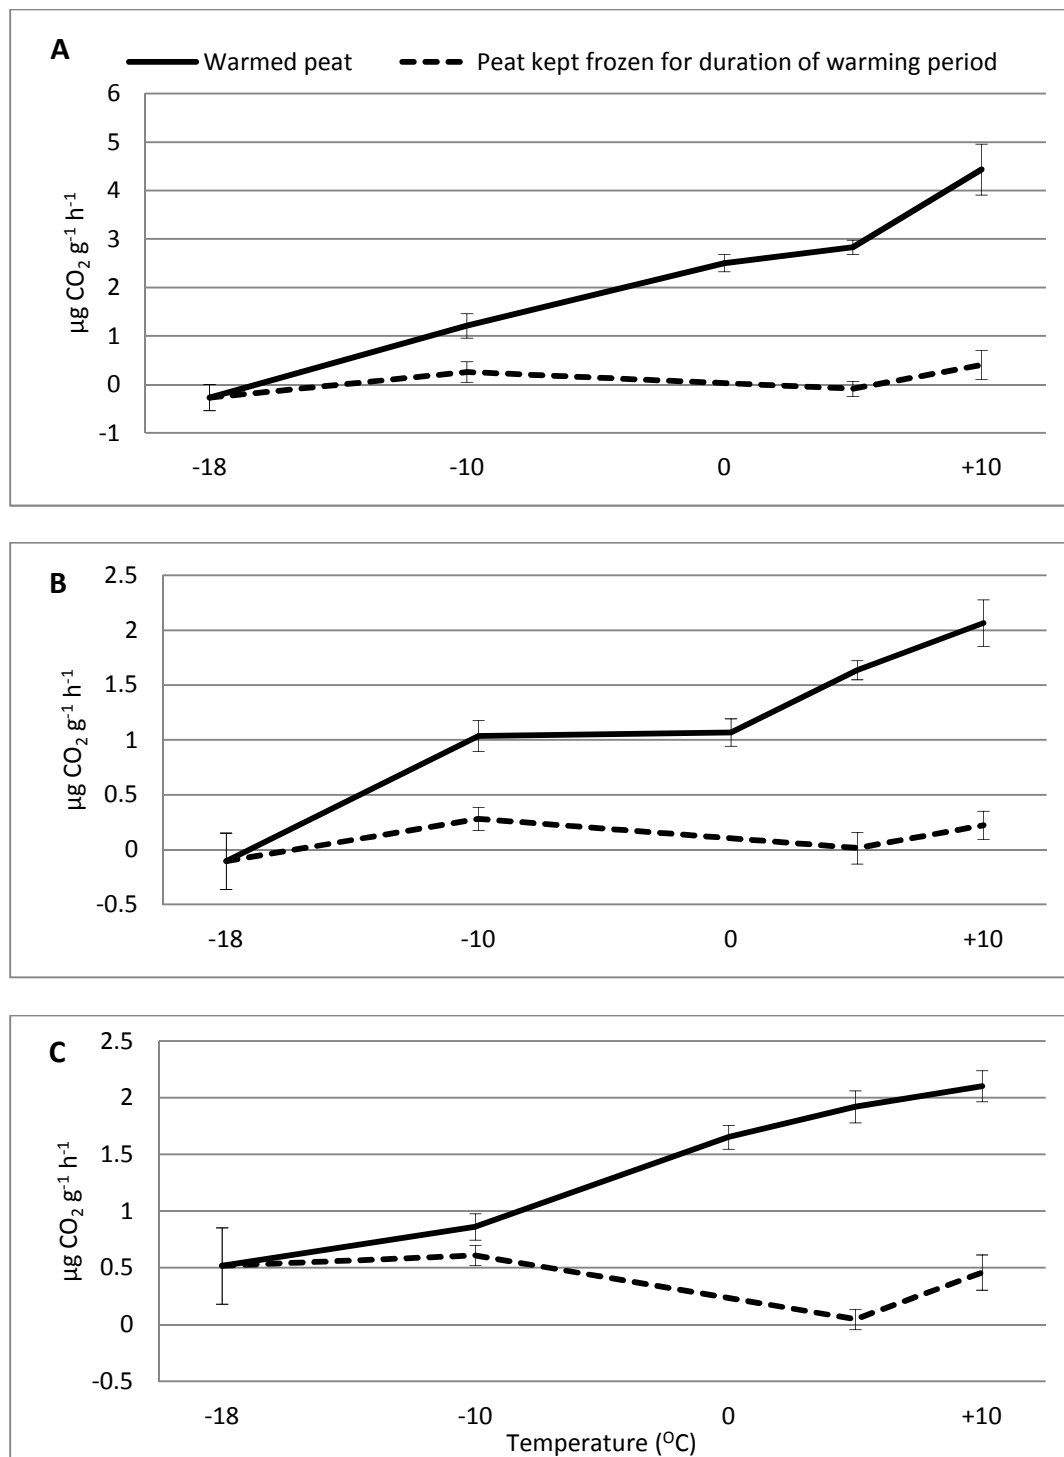 A
Warmed peat
Peat kept frozen for duration of warming period
6
5
4
3
2
1
0
-1
µg CO₂ g⁻¹ h⁻¹
-18 -10 0 +10
B
2.5
2
1.5
1
0.5
0
-0.5
µg CO₂ g⁻¹ h⁻¹
-18 -10 0 +10
C
2.5
2
1.5
1
0.5
0
-0.5
µg CO₂ g⁻¹ h⁻¹
-18 -10 0 +10
Temperature (ᴼC)